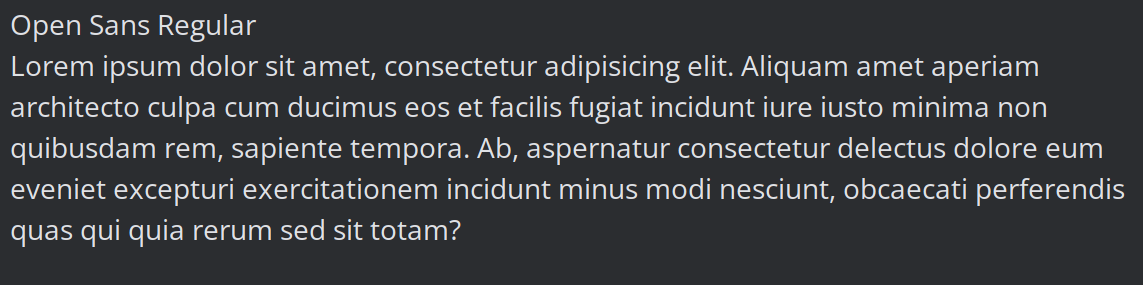 Open Sans Regular
Lorem ipsum dolor sit amet, consectetur adipisicing elit. Aliquam amet aperiam
architecto culpa cum ducimus eos et facilis fugiat incidunt iure iusto minima non
quibusdam rem, sapiente tempora. Ab, aspernatur consectetur delectus dolore eum
eveniet excepturi exercitationem incidunt minus modi nesciunt, obcaecati perferendis
quas qui quia rerum sed sit totam?